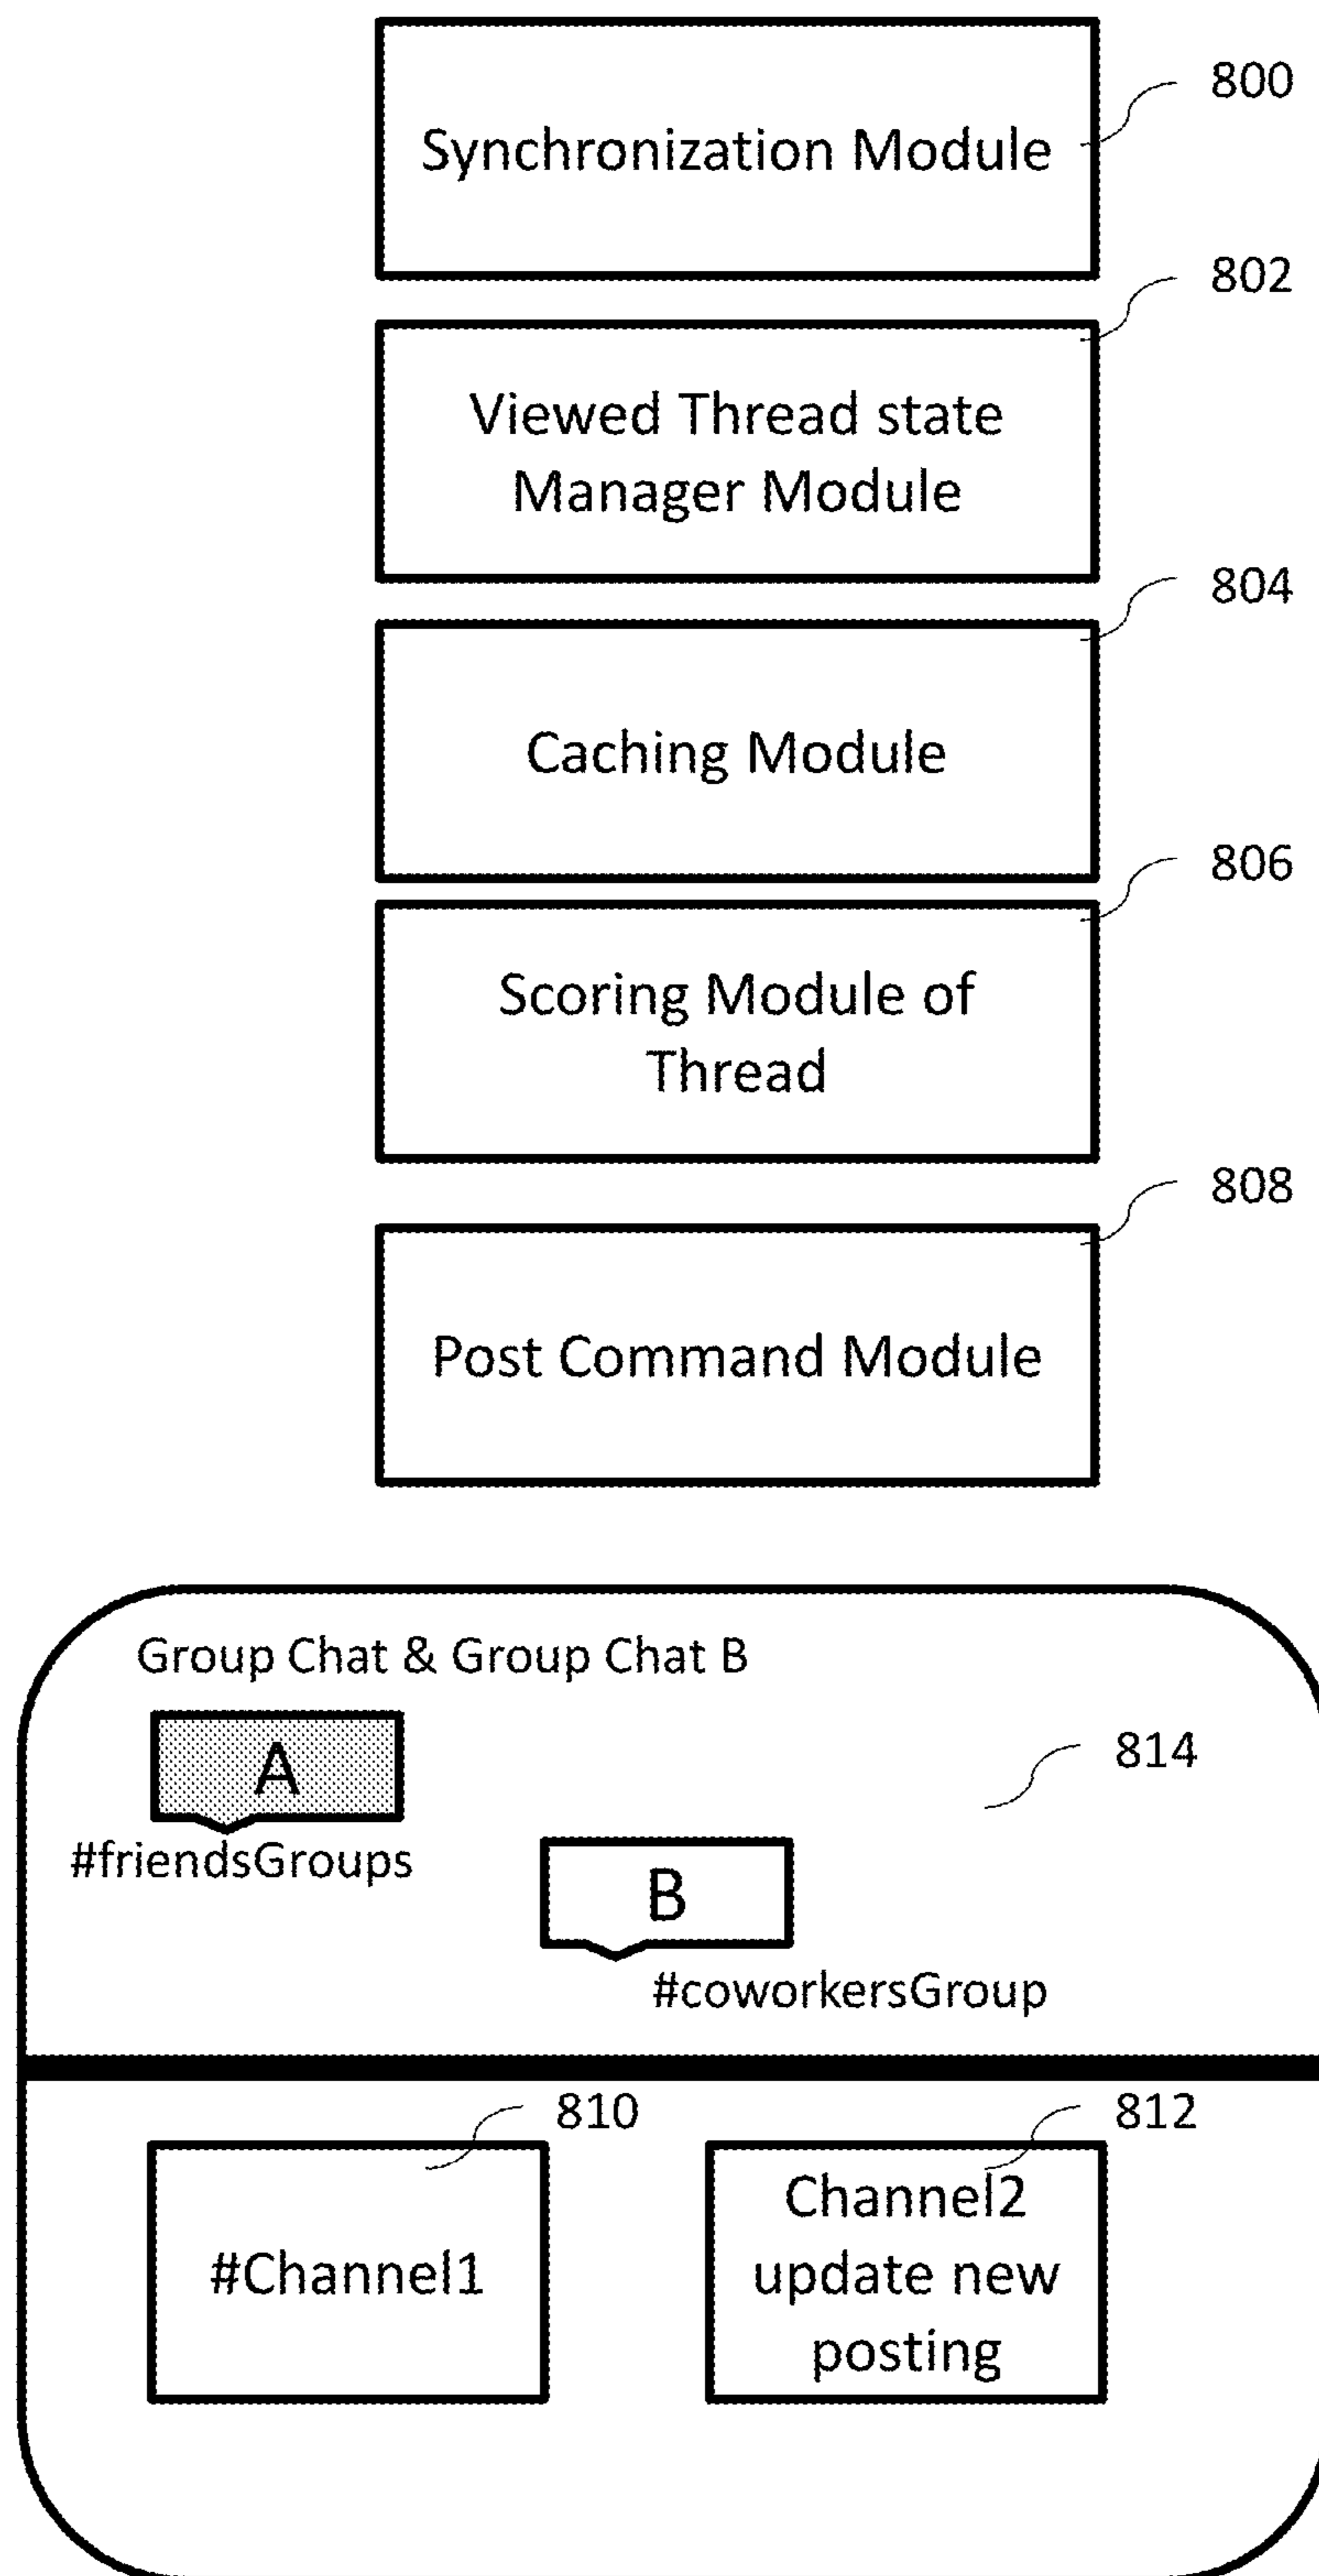 800
Synchronization Module
802
Viewed Thread state
Manager Module
804
Caching Module
806
Scoring Module of
Thread
808
Post Command Module
Group Chat & Group Chat B
A
814
#friendsGroups
B
#coworkersGroup
810
812
#Channel1
Channel2
update new
posting